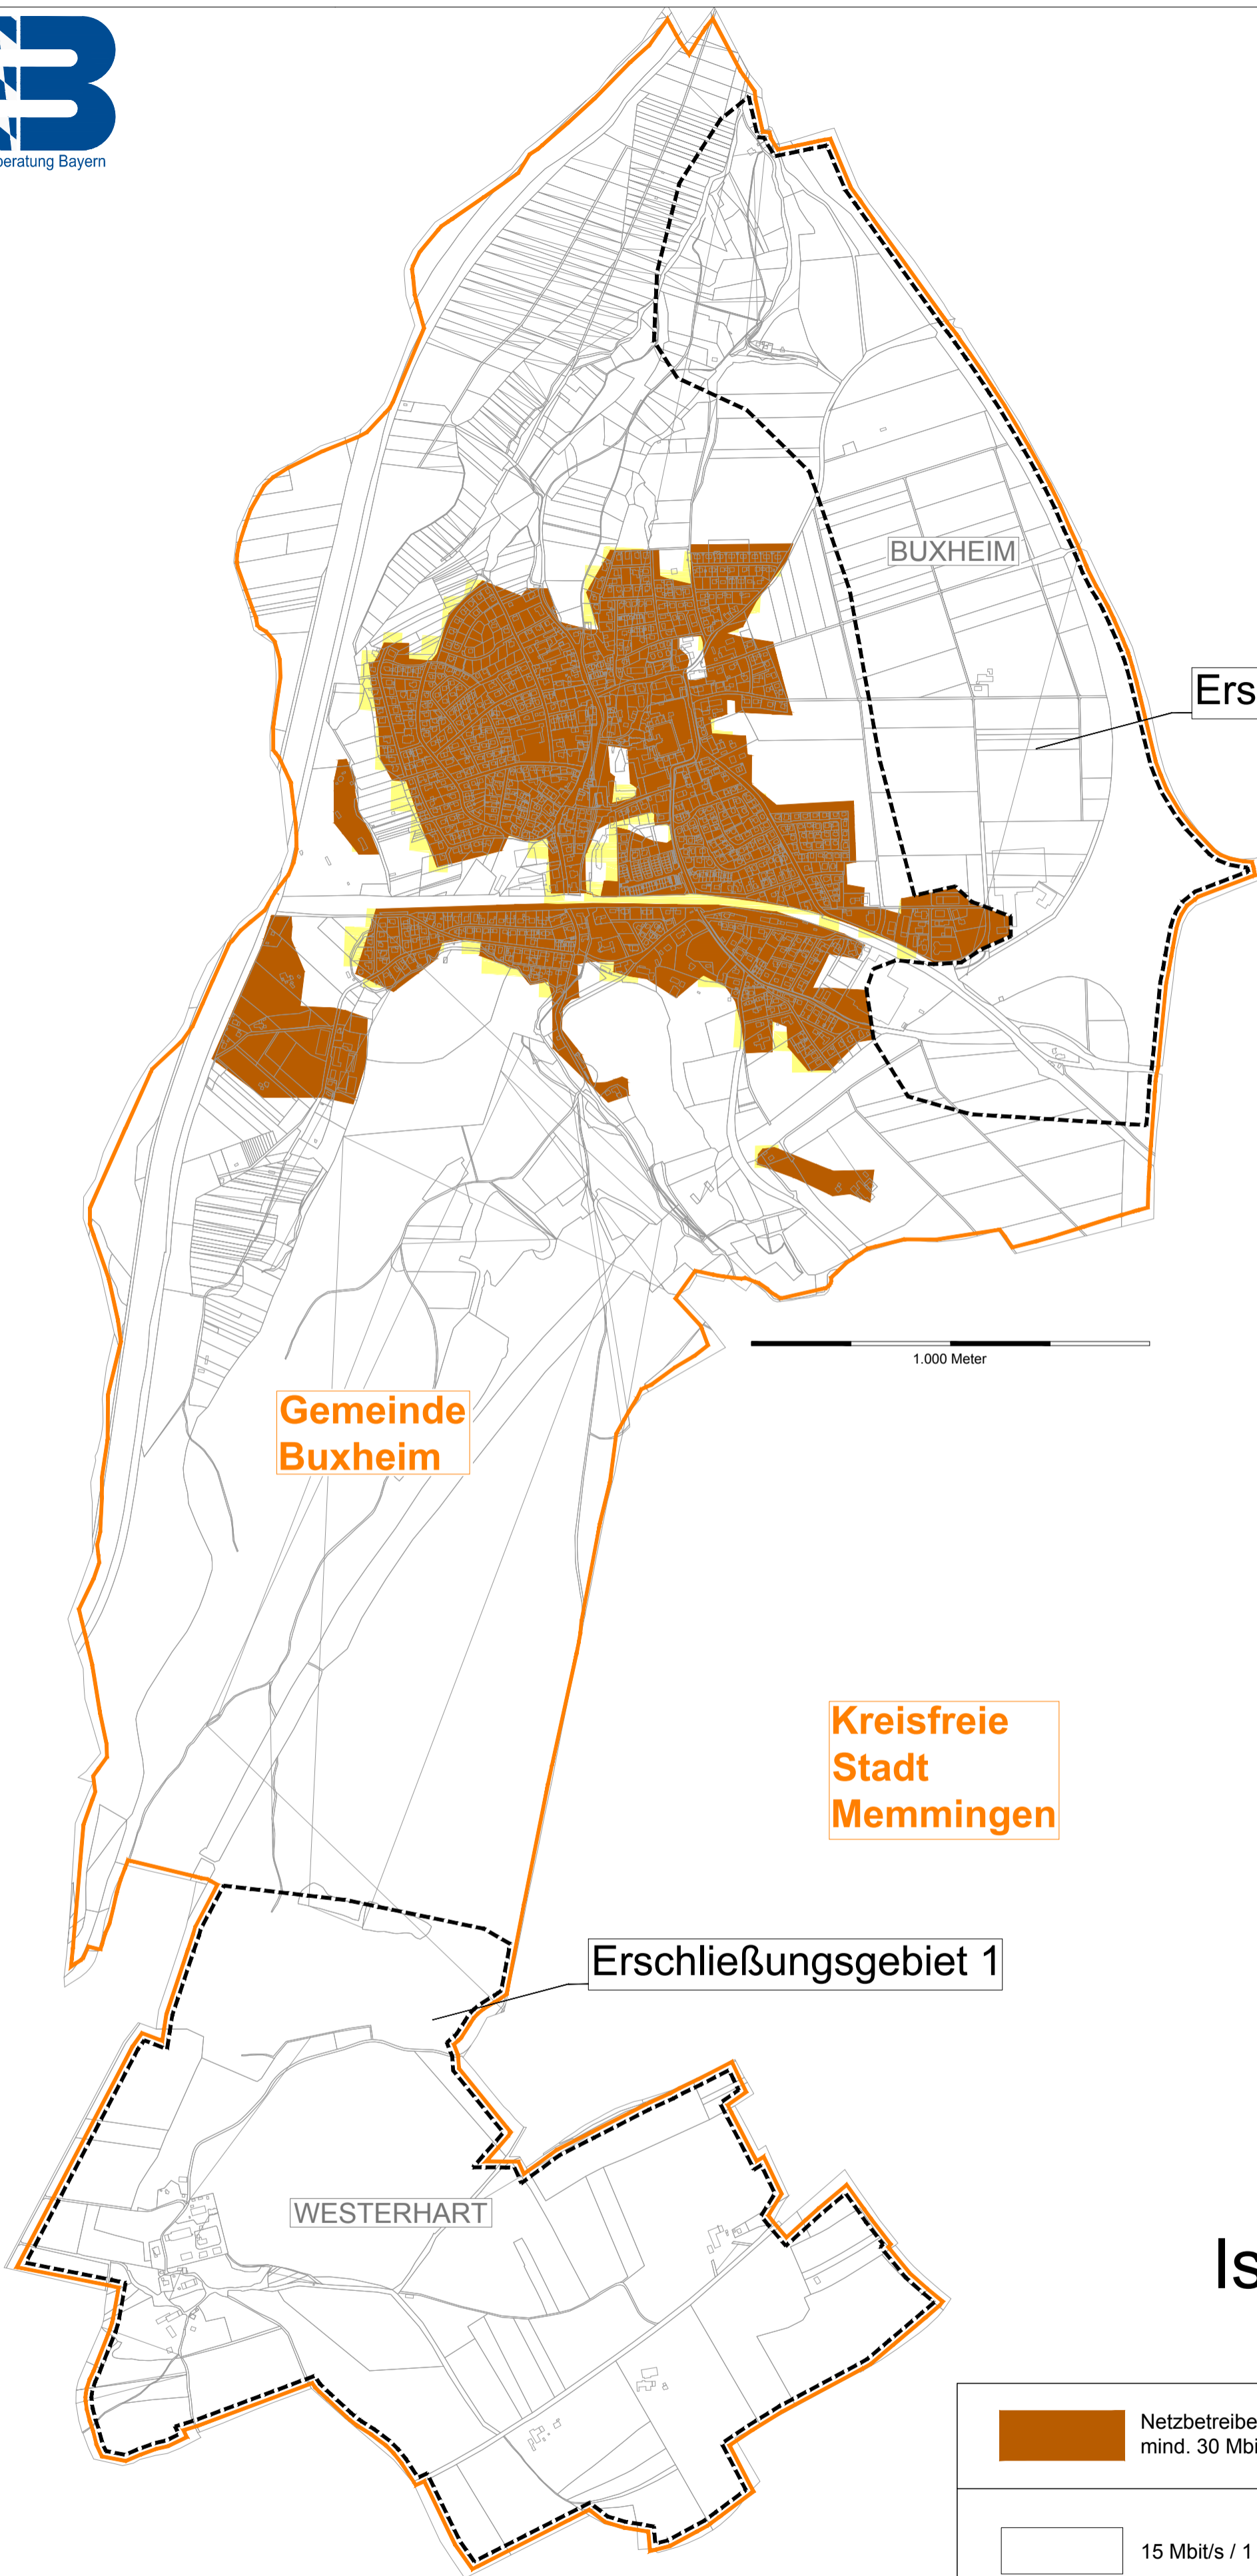 B
eratung Bayern
BUXHEIM
Ers
1.000 Meter
Gemeinde
Buxheim
Kreisfreie
Stadt
Memmingen
Erschließungsgebiet 1
WESTERHART
Is
Netzbetreibe
mind. 30 Mbi
15 Mbit/s / 1